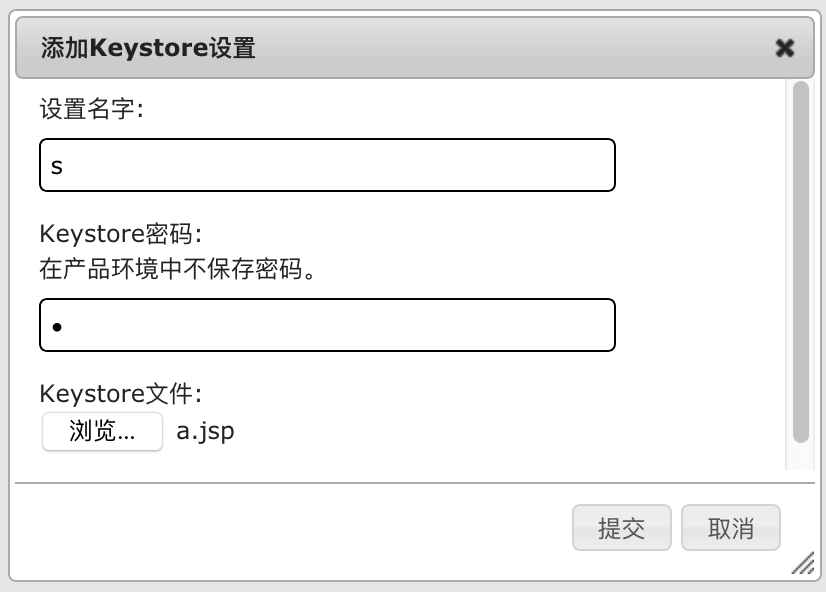 添加Keystore设置
设置名字:
s
Keystore密码:
在产品环境中不保存密码。
•
Keystore文件:
浏览... a.jsp
提交 取消